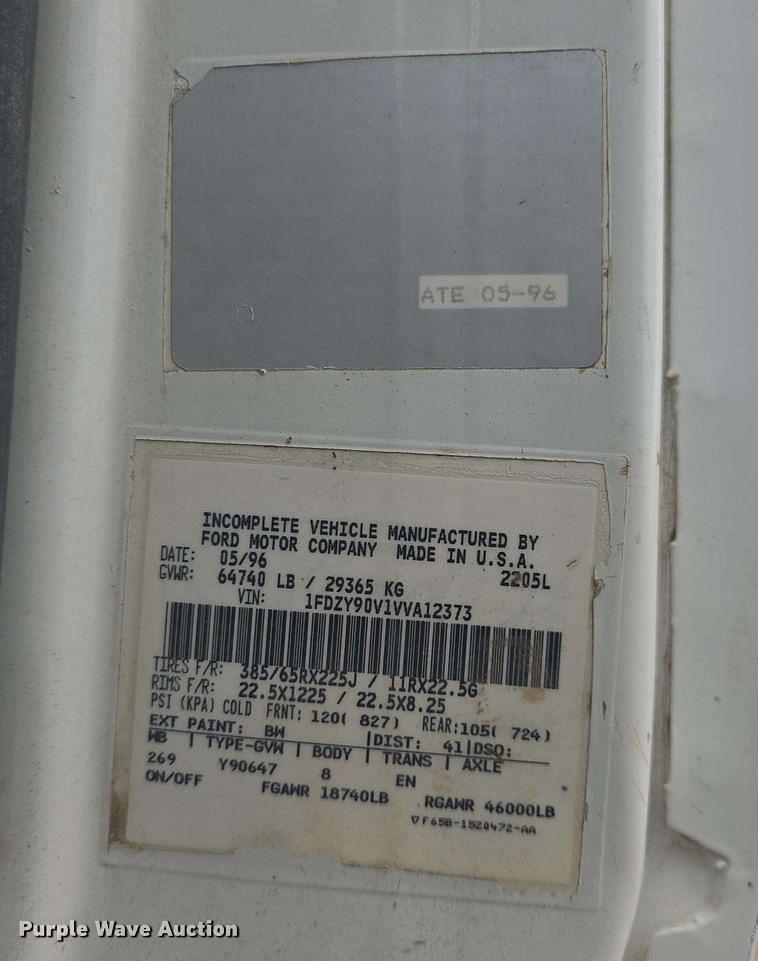 ATE 05-96
INCOMPLETE VEHICLE MANUFACTURED BY
FORD MOTOR COMPANY MADE IN U.S.A.
DATE: 05/96 2205L
GVWR: 64740 LB / 29365 KG
VIN: 1FDZY90V1VVA12373
TIRES F/R: 385/65RX225J / 11RX22.5G
RIMS F/R: 22.5X1225 / 22.5X8.25
PSI (KPA) COLD FRNT: 120( 827) REAR:105( 724)
EXT PAINT: BW |DIST: 41|DSO:
WB | TYPE-GVW | BODY | TRANS | AXLE
269 Y90647 8 EN
ON/OFF FGAWR 18740LB RGAWR 46000LB
▽F65B-1520472-AA
Purple Wave Auction